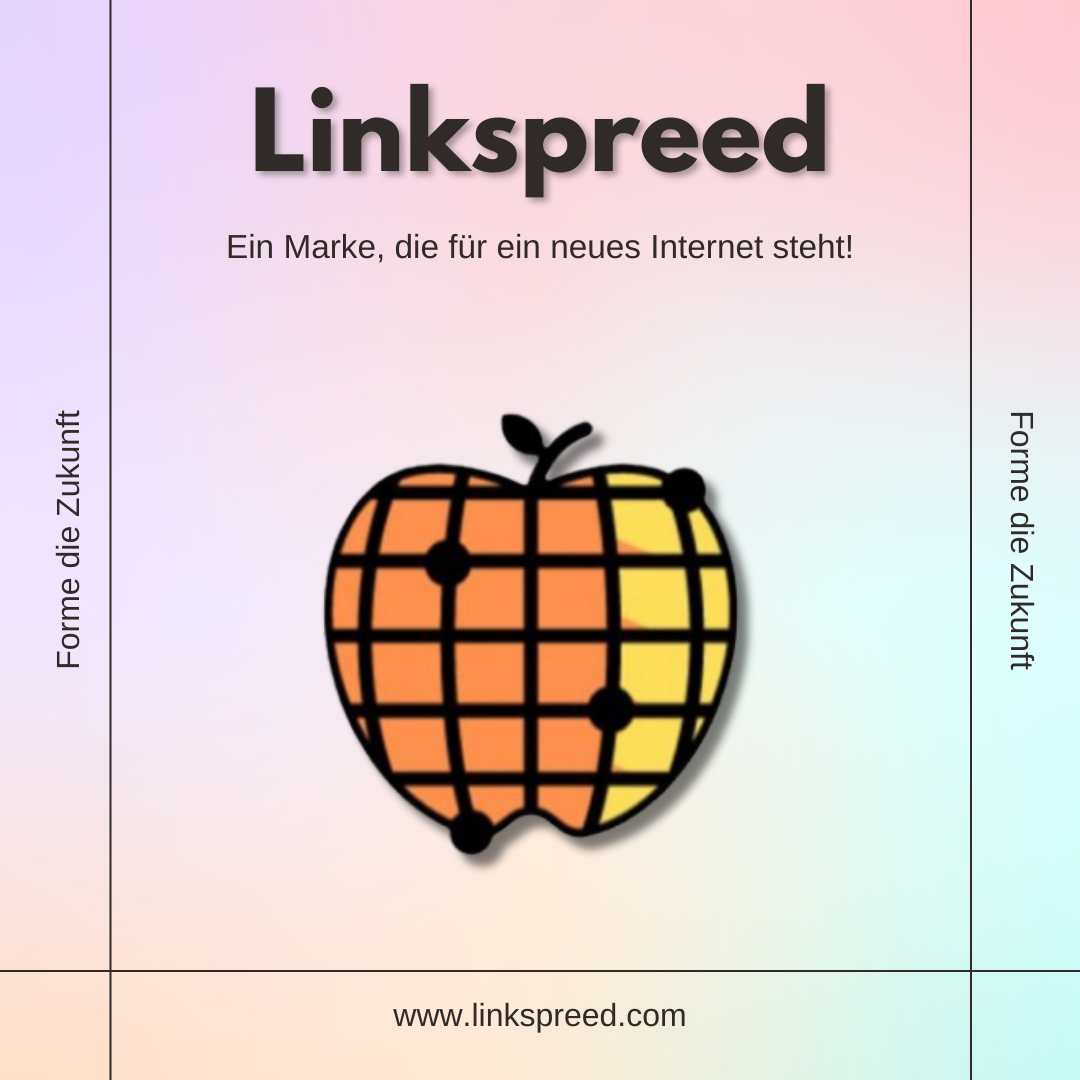 Linkspreed
Ein Marke, die für ein neues Internet steht!
Forme die Zukunft
Forme die Zukunft
www.linkspreed.com